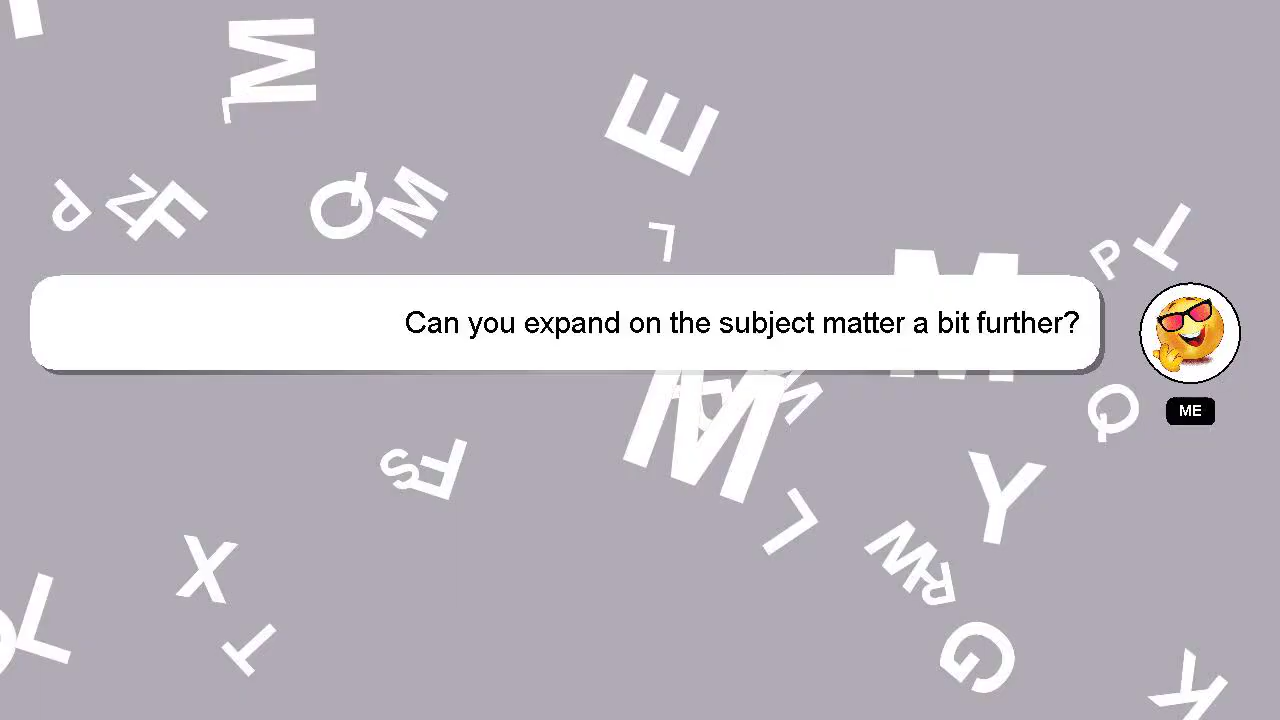 Can you expand on the subject matter a bit further?
ME
M
L
E
P
Z
F
Q
M
L
P
T
M
M
Q
S
F
Y
L
X
W
R
T
G
K